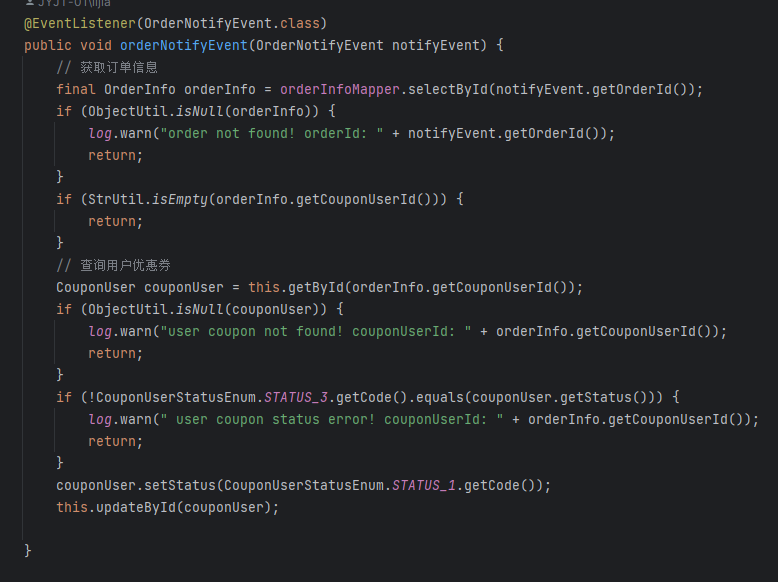 JYJT-01\lijia
@EventListener(OrderNotifyEvent.class)
public void orderNotifyEvent(OrderNotifyEvent notifyEvent) {
// 获取订单信息
final OrderInfo orderInfo = orderInfoMapper.selectById(notifyEvent.getOrderId());
if (ObjectUtil.isNull(orderInfo)) {
log.warn("order not found! orderId: " + notifyEvent.getOrderId());
return;
}
if (StrUtil.isEmpty(orderInfo.getCouponUserId())) {
return;
}
// 查询用户优惠券
CouponUser couponUser = this.getById(orderInfo.getCouponUserId());
if (ObjectUtil.isNull(couponUser)) {
log.warn("user coupon not found! couponUserId: " + orderInfo.getCouponUserId());
return;
}
if (!CouponUserStatusEnum.STATUS_3.getCode().equals(couponUser.getStatus())) {
log.warn(" user coupon status error! couponUserId: " + orderInfo.getCouponUserId());
return;
}
couponUser.setStatus(CouponUserStatusEnum.STATUS_1.getCode());
this.updateById(couponUser);
}